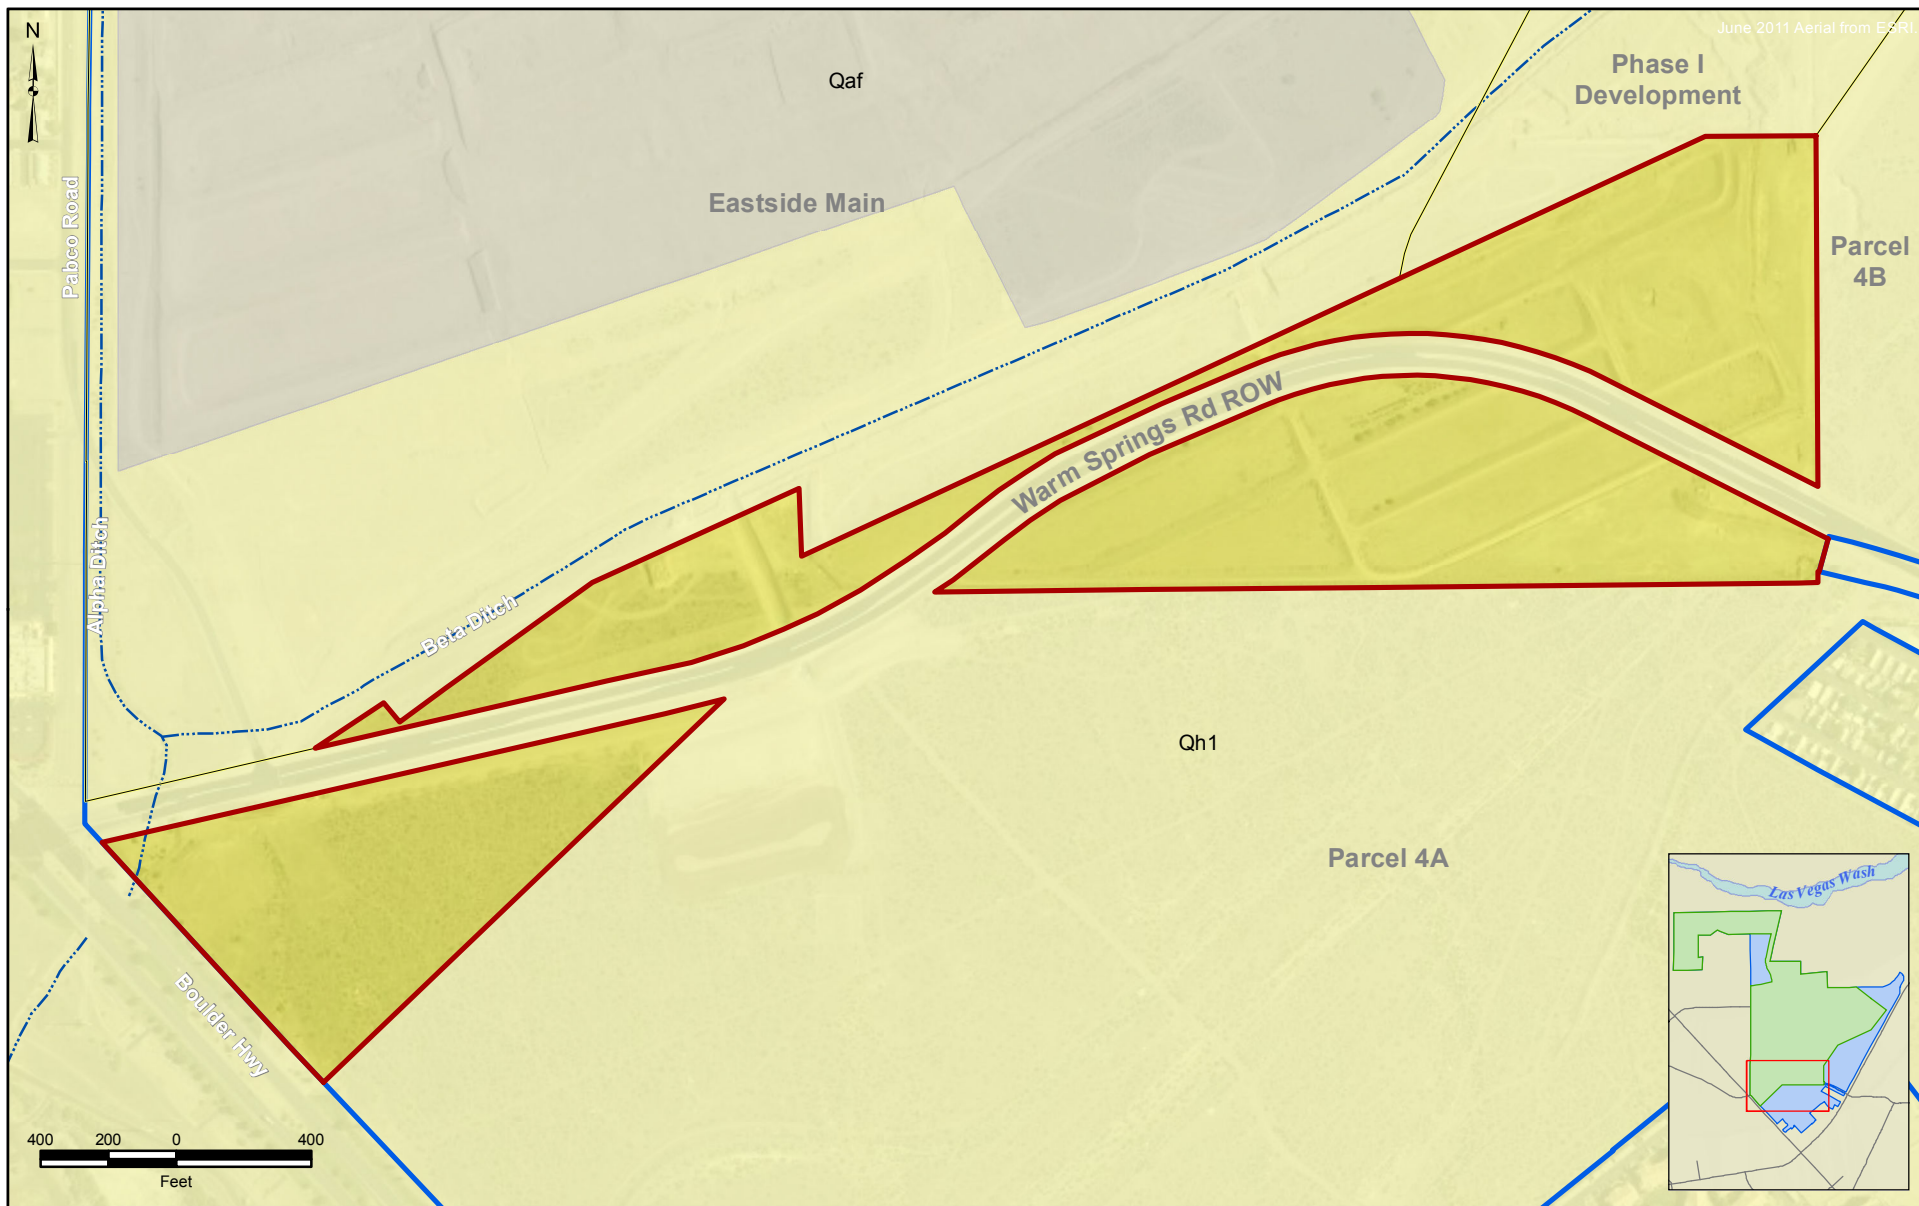 N
June 2011 Aerial from ESRI.
Qaf
Phase I
Development
Eastside Main
Pabco Road
Parcel
4B
Warm Springs Rd ROW
Alpha Ditch
Beta Ditch
Qh1
Parcel 4A
Las Vegas Wash
Boulder Hwy
400 200 0 400
Feet